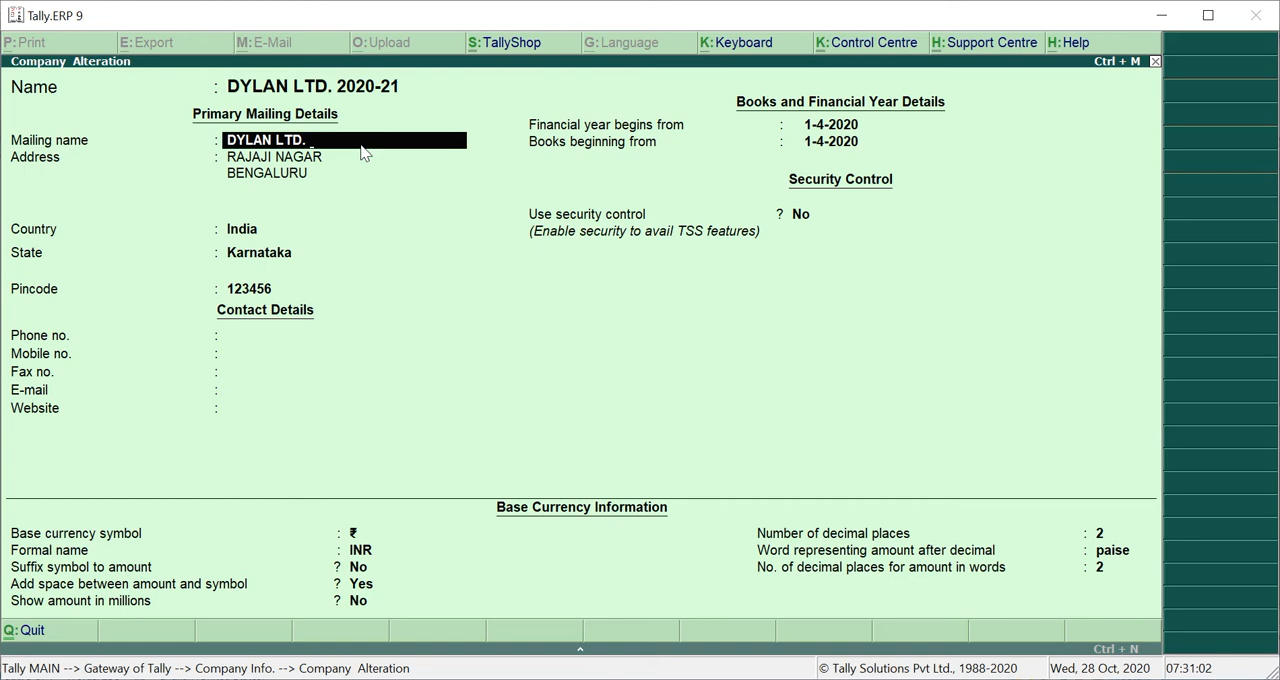 Tally.ERP 9
P: Print E: Export M: E-Mail O: Upload S: TallyShop G: Language K: Keyboard K: Control Centre H: Support Centre H: Help
Company Alteration Ctrl + M
Name : DYLAN LTD. 2020-21
Primary Mailing Details
Mailing name : DYLAN LTD. _
Address : RAJAJI NAGAR
BENGALURU
Country : India
State : Karnataka
Pincode : 123456
Contact Details
Phone no. :
Mobile no. :
Fax no. :
E-mail :
Website :
Books and Financial Year Details
Financial year begins from : 1-4-2020
Books beginning from : 1-4-2020
Security Control
Use security control ? No
(Enable security to avail TSS features)
Base Currency Information
Base currency symbol : ₹
Formal name : INR
Suffix symbol to amount ? No
Add space between amount and symbol ? Yes
Show amount in millions ? No
Number of decimal places : 2
Word representing amount after decimal : paise
No. of decimal places for amount in words : 2
Q: Quit
Ctrl + N
Tally MAIN --> Gateway of Tally --> Company Info. --> Company Alteration © Tally Solutions Pvt Ltd., 1988-2020 Wed, 28 Oct, 2020 07:31:02